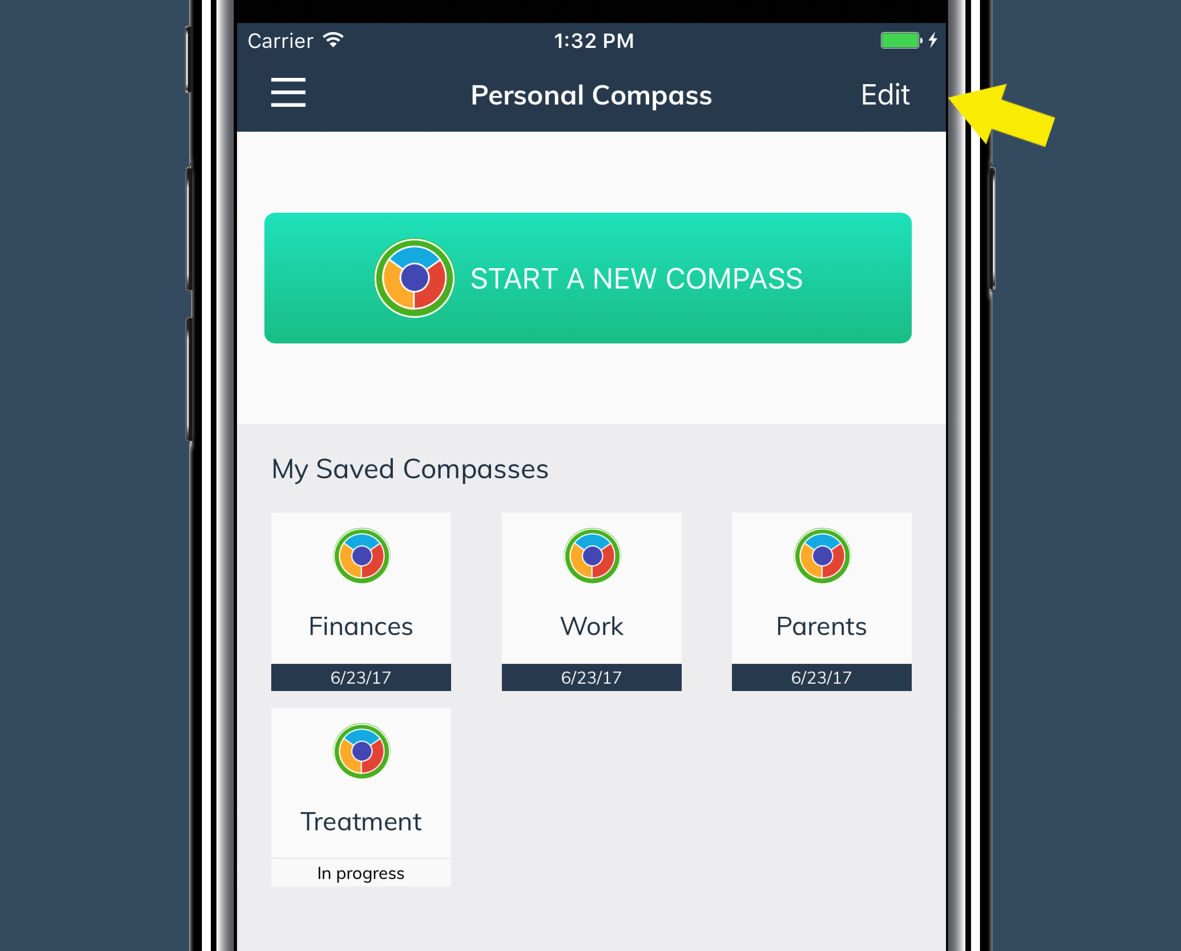 Carrier 1:32 PM
Personal Compass Edit
START A NEW COMPASS
My Saved Compasses
Finances Work Parents
6/23/17 6/23/17 6/23/17
Treatment
In progress